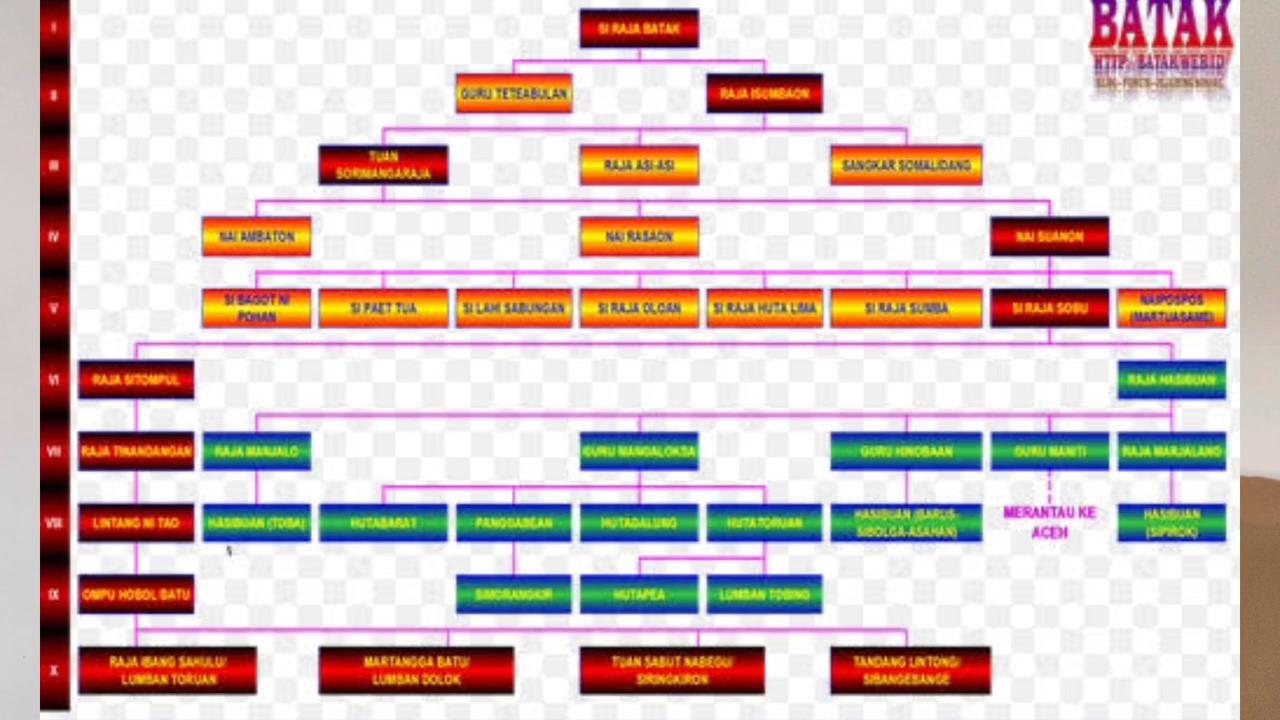 BATAK
HTTP://BATAKWEB.ID
I
SI RAJA BATAK
II
GURU TETEABULAN
RAJA ISUMBAON
III
TUAN
SORIMANGARAJA
RAJA ASI-ASI
SANGKAR SOMALIDANG
IV
NAI AMBATON
NAI RASAON
NAI SUANON
V
SI BAGOT NI
POHAN
SI PAET TUA
SI LAHI SABUNGAN
SI RAJA OLOAN
SI RAJA HUTA LIMA
SI RAJA SUMBA
SI RAJA SOBU
NAIPOSPOS
(MARTUASAME)
VI
RAJA SITOMPUL
RAJA HASIBUAN
VII
RAJA TINANDANGAN
RAJA MANJALO
GURU MANGALOKSA
GURU HINOBAAN
GURU MANITI
RAJA MARJALANG
VIII
LINTANG NI TAO
HASIBUAN (TOBA)
HUTABARAT
PANGGABEAN
HUTAGALUNG
HUTATORUAN
HASIBUAN (BARUS-
SIBOLGA-ASAHAN)
MERANTAU KE
ACEH
HASIBUAN
(SIPIROK)
IX
OMPU HOBOL BATU
SIMORANGKIR
HUTAPEA
LUMBAN TOBING
X
RAJA IBANG SAHULU/
LUMBAN TORUAN
MARTANGGA BATU/
LUMBAN DOLOK
TUAN SABUT NABEGU/
SIRINGKIRON
TANDANG LINTONG/
SIBANGEBANGE